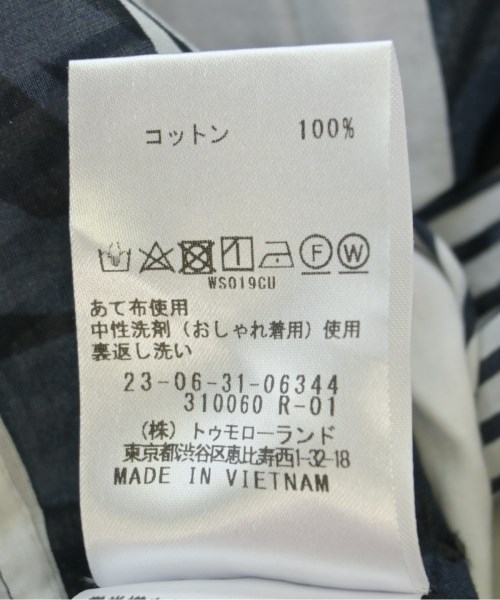 コットン 100%
F W
WS019CU
あて布使用
中性洗剤（おしゃれ着用）使用
裏返し洗い
23-06-31-06344
310060 R-01
（株）トゥモローランド
東京都渋谷区恵比寿西1-32-18
MADE IN VIETNAM